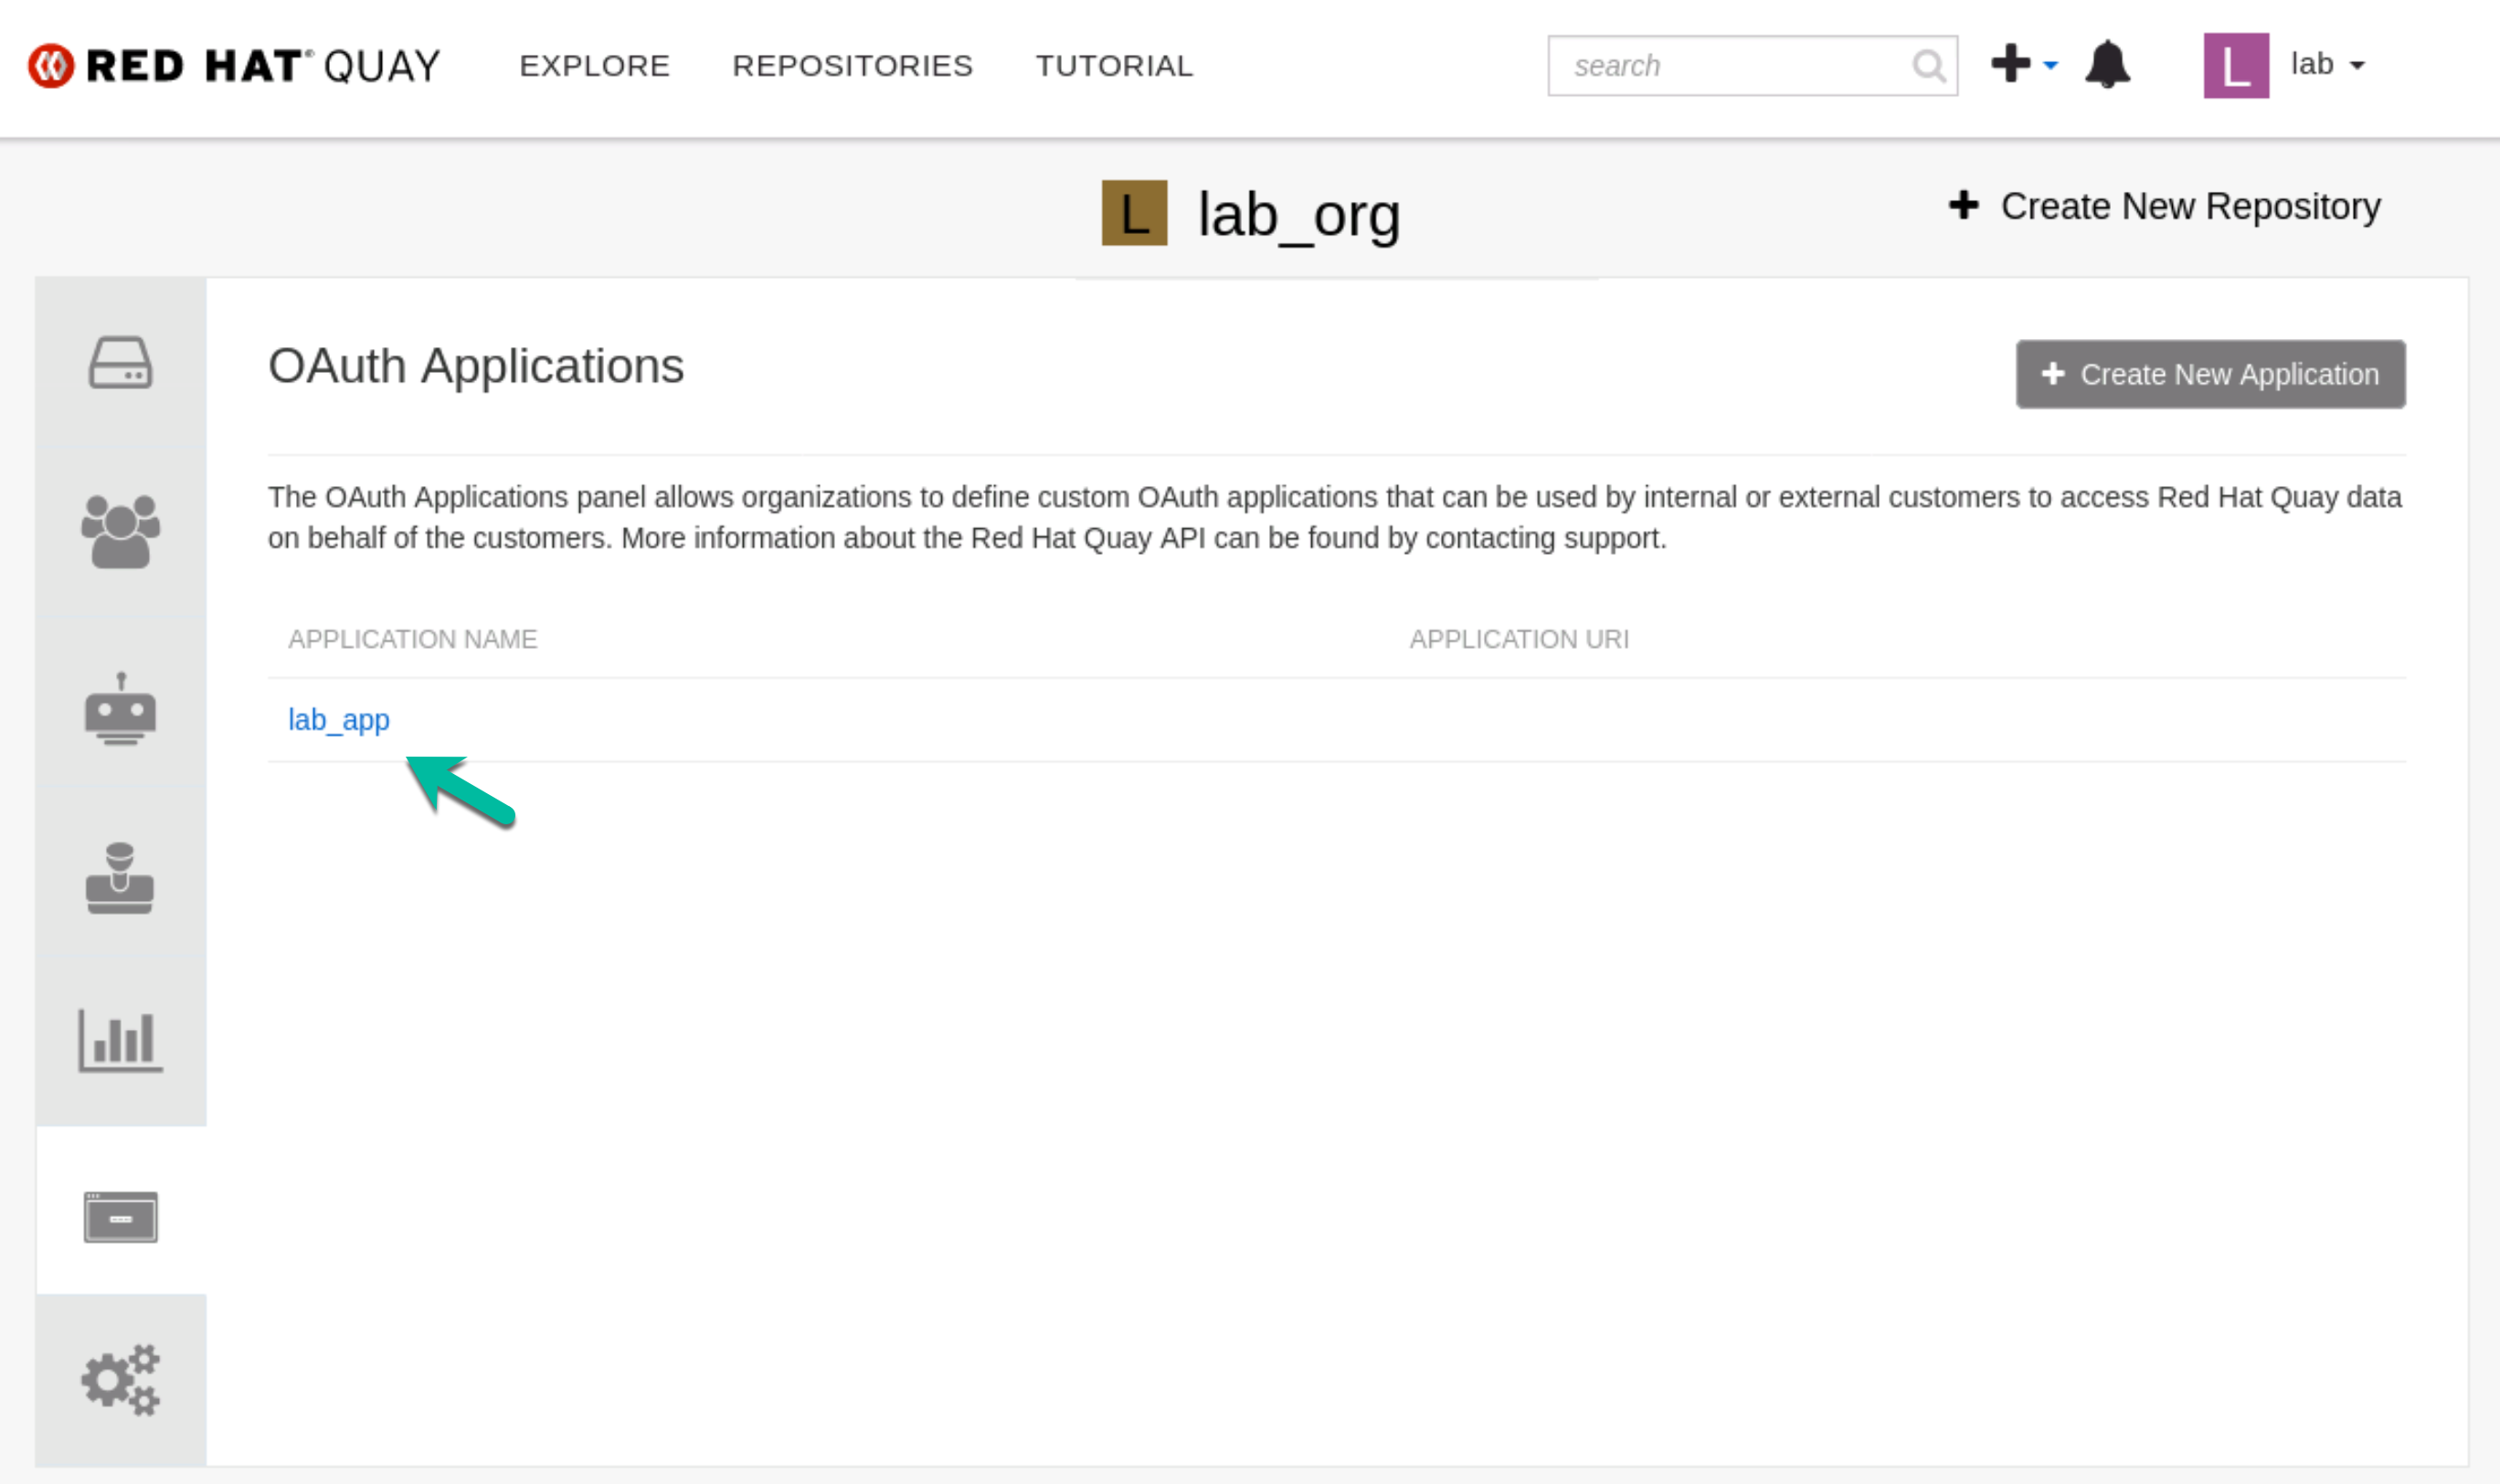 RED HAT® QUAY EXPLORE REPOSITORIES TUTORIAL search L lab
L lab_org Create New Repository
OAuth Applications Create New Application
The OAuth Applications panel allows organizations to define custom OAuth applications that can be used by internal or external customers to access Red Hat Quay data
on behalf of the customers. More information about the Red Hat Quay API can be found by contacting support.
APPLICATION NAME APPLICATION URI
lab_app